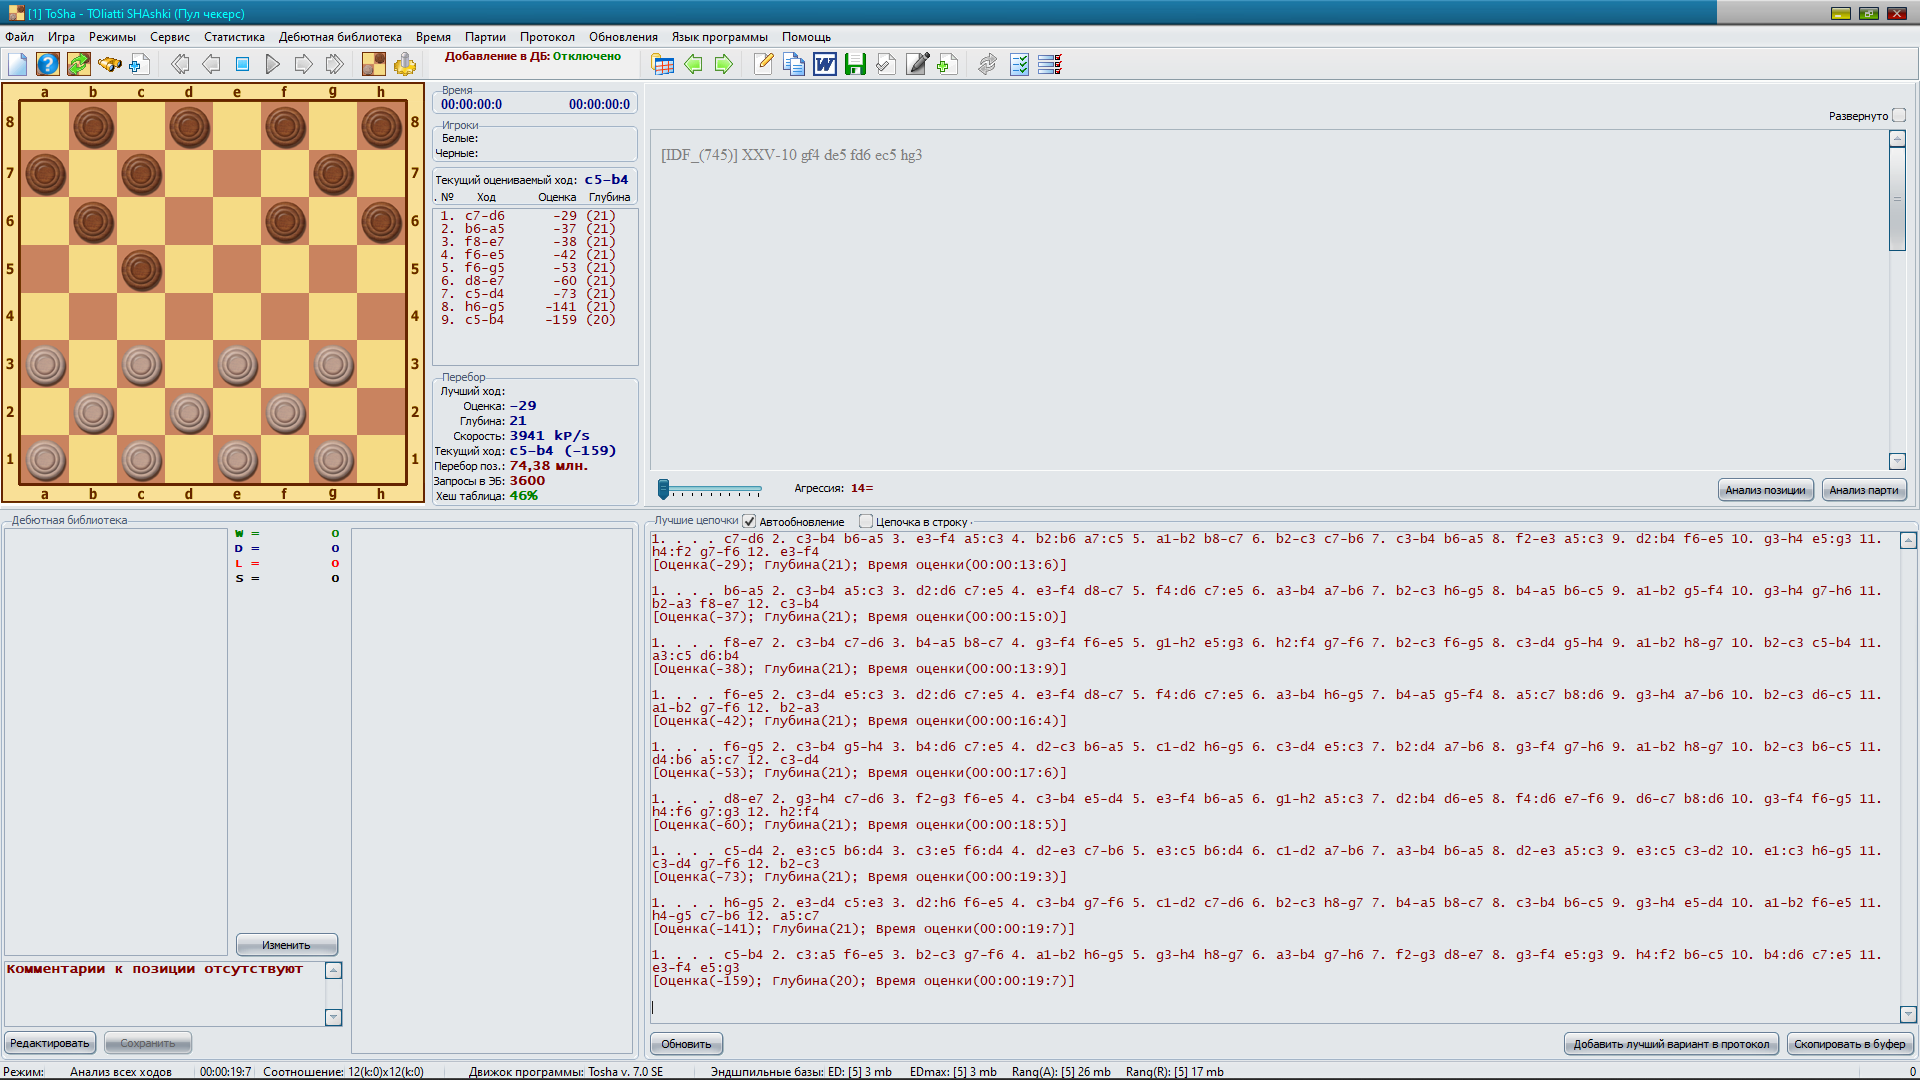 [1] ToSha - TOliatti SHAshki (Пул чекерс)
Файл Игра Режимы Сервис Статистика Дебютная библиотека Время Партии Протокол Обновления Язык программы Помощь
Добавление в ДБ: Отключено
a b c d e f g h
8 8
7 7
6 6
5 5
4 4
3 3
2 2
1 1
a b c d e f g h
Время
00:00:00:0 00:00:00:0
Игроки
Белые:
Черные:
Текущий оцениваемый ход: c5-b4
. № Ход Оценка Глубина
1. c7-d6 -29 (21)
2. b6-a5 -37 (21)
3. f8-e7 -38 (21)
4. f6-e5 -42 (21)
5. f6-g5 -53 (21)
6. d8-e7 -60 (21)
7. c5-d4 -73 (21)
8. h6-g5 -141 (21)
9. c5-b4 -159 (20)
Перебор
Лучший ход:
Оценка: -29
Глубина: 21
Скорость: 3941 kP/s
Текущий ход: c5-b4 (-159)
Перебор поз.: 74,38 млн.
Запросы в ЭБ: 3600
Хеш таблица: 46%
Развернуто
[IDF_(745)] XXV-10 gf4 de5 fd6 ec5 hg3
Агрессия: 14=
Анализ позиции Анализ парти
Дебютная библиотека
W = 0
D = 0
L = 0
S = 0
Изменить
Комментарии к позиции отсутствуют
Редактировать Сохранить
Лучшие цепочки Автообновление Цепочка в строку .
1. . . . c7-d6 2. c3-b4 b6-a5 3. e3-f4 a5:c3 4. b2:b6 a7:c5 5. a1-b2 b8-c7 6. b2-c3 c7-b6 7. c3-b4 b6-a5 8. f2-e3 a5:c3 9. d2:b4 f6-e5 10. g3-h4 e5:g3 11.
h4:f2 g7-f6 12. e3-f4
[Оценка(-29); Глубина(21); Время оценки(00:00:13:6)]
1. . . . b6-a5 2. c3-b4 a5:c3 3. d2:d6 c7:e5 4. e3-f4 d8-c7 5. f4:d6 c7:e5 6. a3-b4 a7-b6 7. b2-c3 h6-g5 8. b4-a5 b6-c5 9. a1-b2 g5-f4 10. g3-h4 g7-h6 11.
b2-a3 f8-e7 12. c3-b4
[Оценка(-37); Глубина(21); Время оценки(00:00:15:0)]
1. . . . f8-e7 2. c3-b4 c7-d6 3. b4-a5 b8-c7 4. g3-f4 f6-e5 5. g1-h2 e5:g3 6. h2:f4 g7-f6 7. b2-c3 f6-g5 8. c3-d4 g5-h4 9. a1-b2 h8-g7 10. b2-c3 c5-b4 11.
a3:c5 d6:b4
[Оценка(-38); Глубина(21); Время оценки(00:00:13:9)]
1. . . . f6-e5 2. c3-d4 e5:c3 3. d2:d6 c7:e5 4. e3-f4 d8-c7 5. f4:d6 c7:e5 6. a3-b4 h6-g5 7. b4-a5 g5-f4 8. a5:c7 b8:d6 9. g3-h4 a7-b6 10. b2-c3 d6-c5 11.
a1-b2 g7-f6 12. b2-a3
[Оценка(-42); Глубина(21); Время оценки(00:00:16:4)]
1. . . . f6-g5 2. c3-b4 g5-h4 3. b4:d6 c7:e5 4. d2-c3 b6-a5 5. c1-d2 h6-g5 6. c3-d4 e5:c3 7. b2:d4 a7-b6 8. g3-f4 g7-h6 9. a1-b2 h8-g7 10. b2-c3 b6-c5 11.
d4:b6 a5:c7 12. c3-d4
[Оценка(-53); Глубина(21); Время оценки(00:00:17:6)]
1. . . . d8-e7 2. g3-h4 c7-d6 3. f2-g3 f6-e5 4. c3-b4 e5-d4 5. e3-f4 b6-a5 6. g1-h2 a5:c3 7. d2:b4 d6-e5 8. f4:d6 e7-f6 9. d6-c7 b8:d6 10. g3-f4 f6-g5 11.
h4:f6 g7:g3 12. h2:f4
[Оценка(-60); Глубина(21); Время оценки(00:00:18:5)]
1. . . . c5-d4 2. e3:c5 b6:d4 3. c3:e5 f6:d4 4. d2-e3 c7-b6 5. e3:c5 b6:d4 6. c1-d2 a7-b6 7. a3-b4 b6-a5 8. d2-e3 a5:c3 9. e3:c5 c3-d2 10. e1:c3 h6-g5 11.
c3-d4 g7-f6 12. b2-c3
[Оценка(-73); Глубина(21); Время оценки(00:00:19:3)]
1. . . . h6-g5 2. e3-d4 c5:e3 3. d2:h6 f6-e5 4. c3-b4 g7-f6 5. c1-d2 c7-d6 6. b2-c3 h8-g7 7. b4-a5 b8-c7 8. c3-b4 b6-c5 9. g3-h4 e5-d4 10. a1-b2 f6-e5 11.
h4-g5 c7-b6 12. a5:c7
[Оценка(-141); Глубина(21); Время оценки(00:00:19:7)]
1. . . . c5-b4 2. c3:a5 f6-e5 3. b2-c3 g7-f6 4. a1-b2 h6-g5 5. g3-h4 h8-g7 6. a3-b4 g7-h6 7. f2-g3 d8-e7 8. g3-f4 e5:g3 9. h4:f2 b6-c5 10. b4:d6 c7:e5 11.
e3-f4 e5:g3
[Оценка(-159); Глубина(20); Время оценки(00:00:19:7)]
Обновить Добавить лучший вариант в протокол Скопировать в буфер
Режим: Анализ всех ходов 00:00:19:7 Соотношение: 12(k:0)x12(k:0) Движок программы: Tosha v. 7.0 SE Эндшпильные базы: ED: [5] 3 mb EDmax: [5] 3 mb Rang(A): [5] 26 mb Rang(R): [5] 17 mb 0